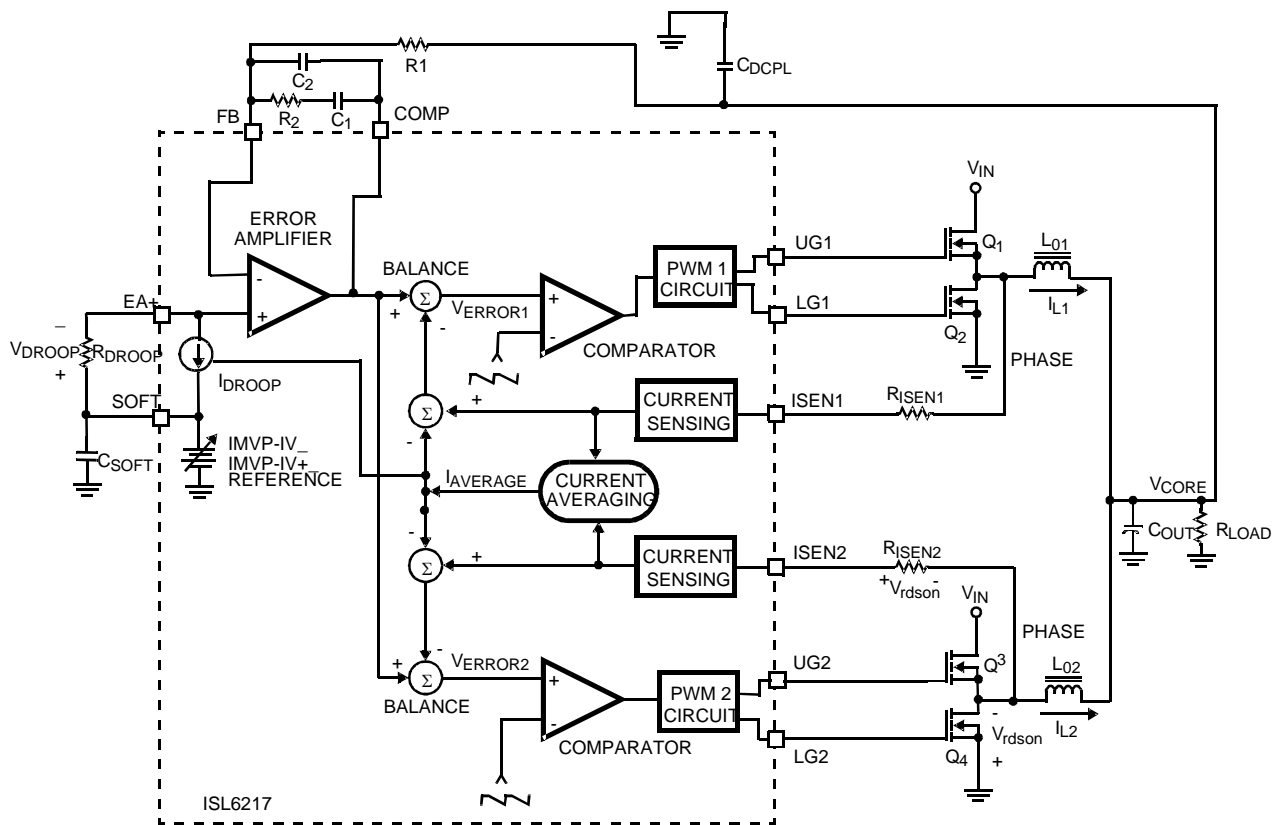 R1
C2
CDCPL
R2
C1
FB
COMP
VIN
ERROR
AMPLIFIER
UG1
Q1
L01
BALANCE
PWM 1
CIRCUIT
EA+
-
+
Σ
+
-
VERROR1
+
-
LG1
Q2
IL1
–
VDROOP
RDROOP
+
IDROOP
COMPARATOR
PHASE
SOFT
Σ
+
-
CURRENT
SENSING
ISEN1
RISEN1
CSOFT
IMVP-IV_
IMVP-IV+_
REFERENCE
IAVERAGE
CURRENT
AVERAGING
VCORE
COUT
RLOAD
-
Σ
+
CURRENT
SENSING
ISEN2
RISEN2
+Vrdson-
VIN
PHASE
-
+
Σ
VERROR2
+
-
UG2
Q3
L02
BALANCE
PWM 2
CIRCUIT
COMPARATOR
LG2
Q4
-
Vrdson
+
IL2
ISL6217